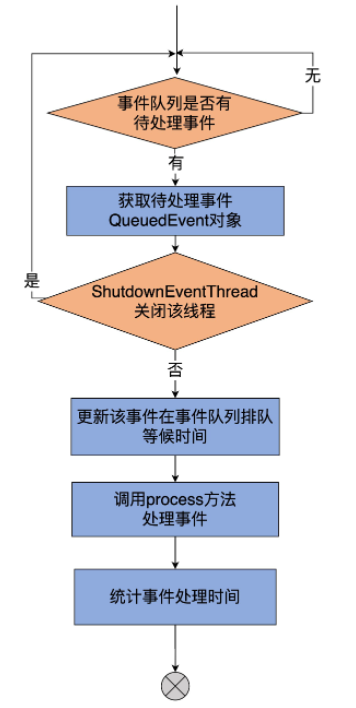 无
事件队列是否有
待处理事件
有
获取待处理事件
QueuedEvent对象
ShutdownEventThread
关闭该线程
是
否
更新该事件在事件队列排队
等候时间
调用process方法
处理事件
统计事件处理时间